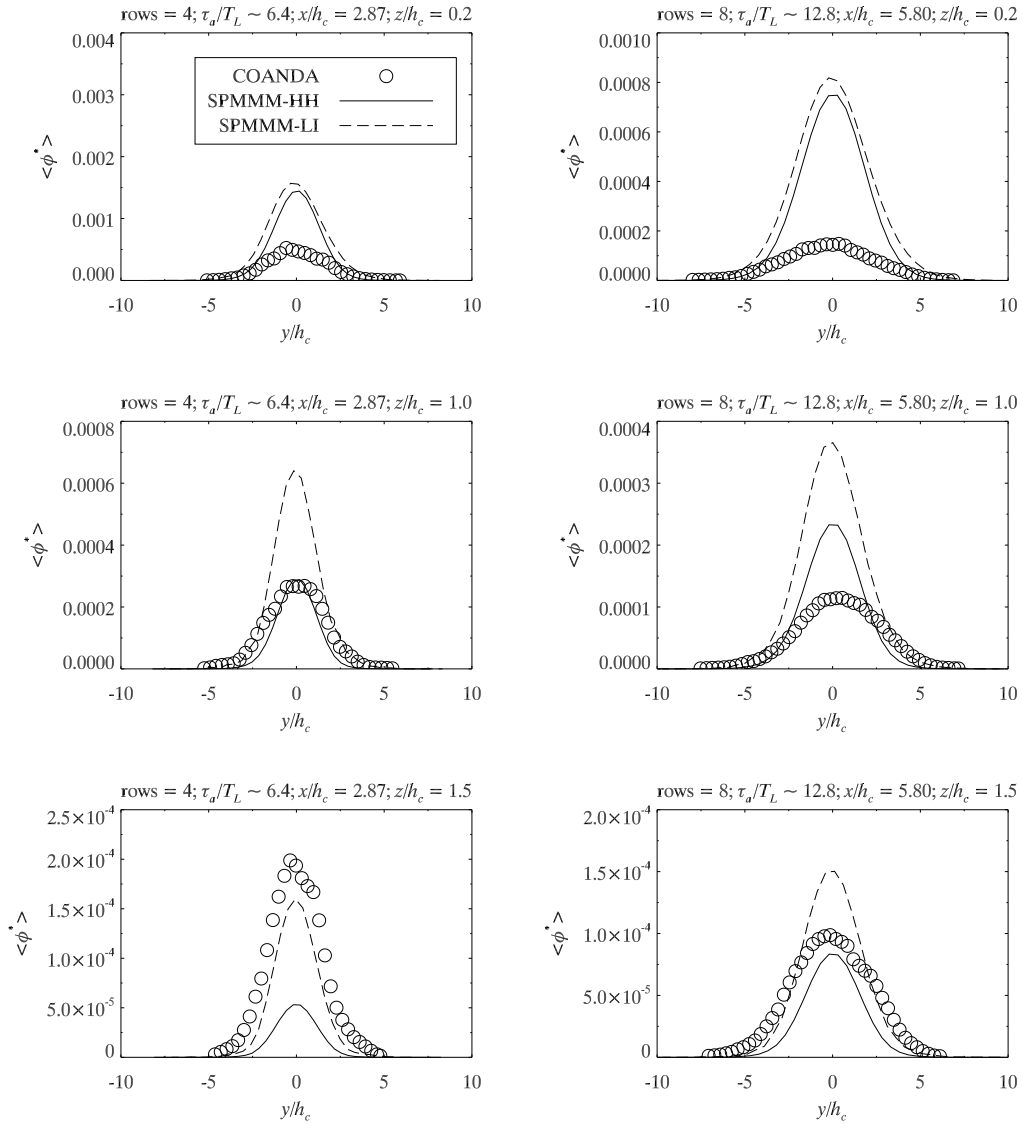 rows = 4; τa/TL ~ 6.4; x/hc = 2.87; z/hc = 0.2
0.004
0.003
0.002
0.001
0.000
<ϕ*>
COANDA
SPMMM-HH
SPMMM-LI
-10 -5 0 5 10
y/hc
rows = 8; τa/TL ~ 12.8; x/hc = 5.80; z/hc = 0.2
0.0010
0.0008
0.0006
0.0004
0.0002
0.0000
<ϕ*>
-10 -5 0 5 10
y/hc
rows = 4; τa/TL ~ 6.4; x/hc = 2.87; z/hc = 1.0
0.0008
0.0006
0.0004
0.0002
0.0000
<ϕ*>
-10 -5 0 5 10
y/hc
rows = 8; τa/TL ~ 12.8; x/hc = 5.80; z/hc = 1.0
0.0004
0.0003
0.0002
0.0001
0.0000
<ϕ*>
-10 -5 0 5 10
y/hc
rows = 4; τa/TL ~ 6.4; x/hc = 2.87; z/hc = 1.5
2.5×10⁻⁴
2.0×10⁻⁴
1.5×10⁻⁴
1.0×10⁻⁴
5.0×10⁻⁵
0
<ϕ*>
-10 -5 0 5 10
y/hc
rows = 8; τa/TL ~ 12.8; x/hc = 5.80; z/hc = 1.5
2.0×10⁻⁴
1.5×10⁻⁴
1.0×10⁻⁴
5.0×10⁻⁵
0
<ϕ*>
-10 -5 0 5 10
y/hc